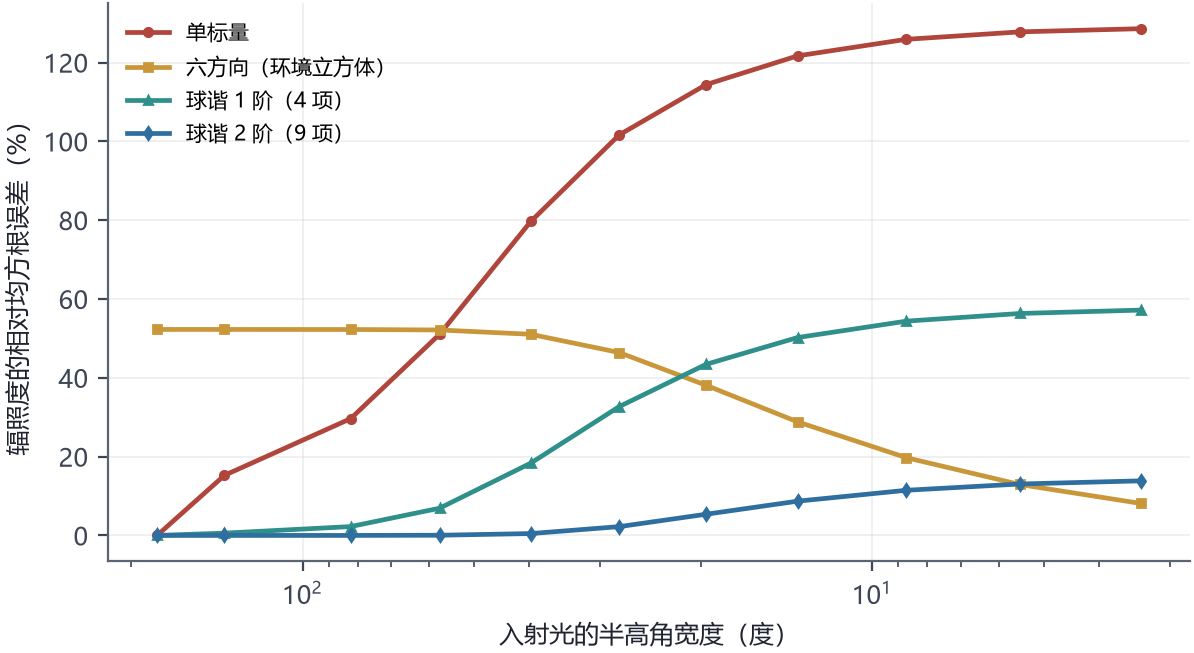 单标量
六方向（环境立方体）
球谐 1 阶（4 项）
球谐 2 阶（9 项）
辐照度的相对均方根误差（%）
120
100
80
60
40
20
0
10²
10¹
入射光的半高角宽度（度）